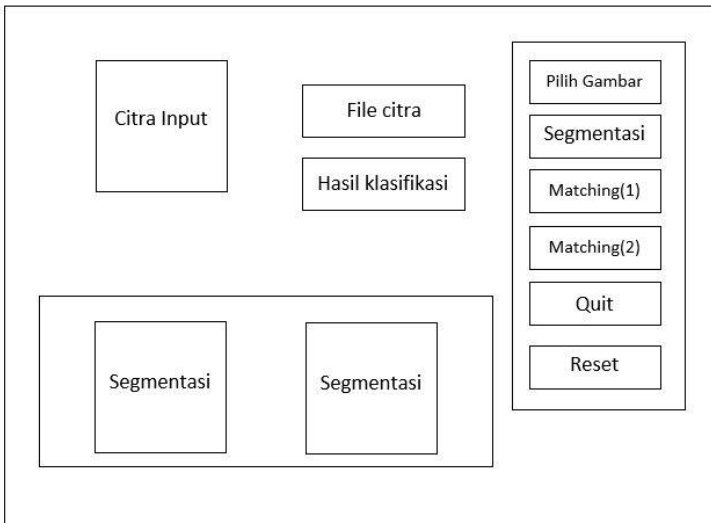 Citra Input
File citra
Hasil klasifikasi
Pilih Gambar
Segmentasi
Matching(1)
Matching(2)
Quit
Reset
Segmentasi
Segmentasi